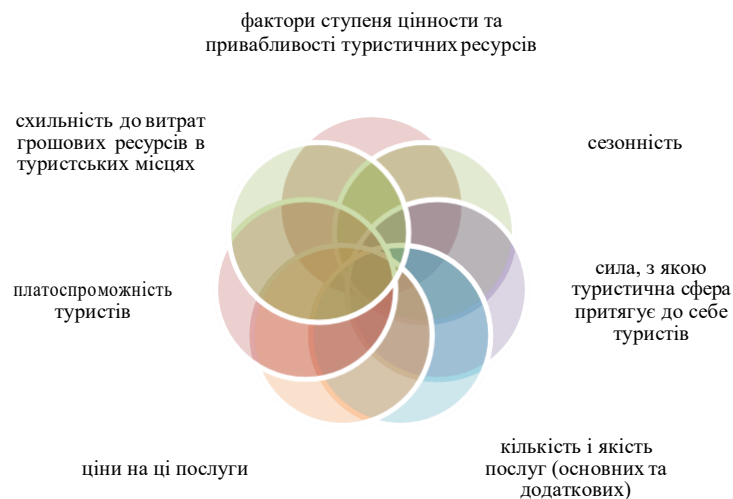 фактори ступеня цінности та
привабливості туристичних ресурсів
схильність до витрат
грошових ресурсів в
туристських місцях
сезонність
сила, з якою
туристична сфера
притягує до себе
туристів
платоспроможність
туристів
кількість і якість
послуг (основних та
додаткових)
ціни на ці послуги